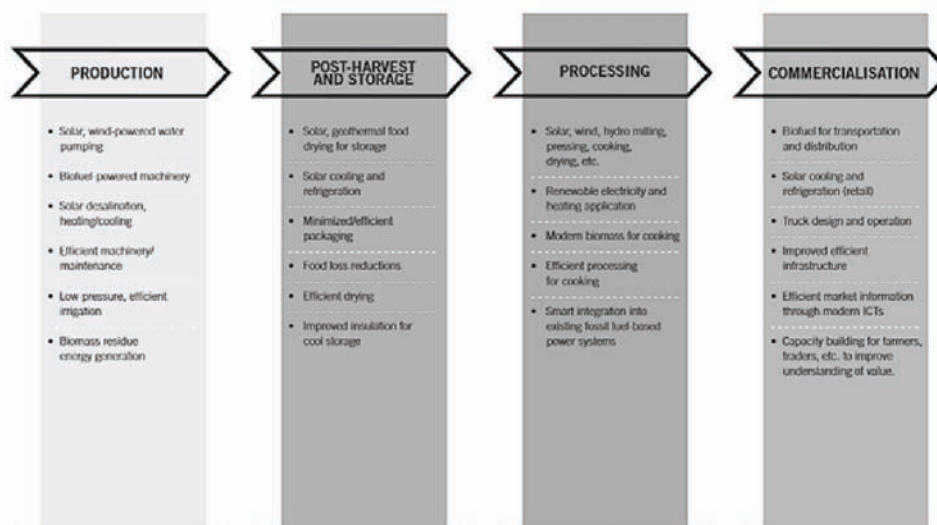 PRODUCTION
• Solar, wind-powered water
pumping
• Biofuel-powered machinery
• Solar desalination,
heating/cooling
• Efficient machinery/
maintenance
• Low pressure, efficient
irrigation
• Biomass residue
energy generation
POST-HARVEST
AND STORAGE
• Solar, geothermal food
drying for storage
• Solar cooling and
refrigeration
• Minimized/efficient
packaging
• Food loss reductions
• Efficient drying
• Improved insulation for
cool storage
PROCESSING
• Solar, wind, hydro milling,
pressing, cooking,
drying, etc.
• Renewable electricity and
heating application
• Modern biomass for cooking
• Efficient processing
for cooking
• Smart integration into
existing fossil fuel-based
power systems
COMMERCIALISATION
• Biofuel for transportation
and distribution
• Solar cooling and
refrigeration (retail)
• Truck design and operation
• Improved efficient
infrastructure
• Efficient market information
through modern ICTs
• Capacity building for farmers,
traders, etc. to improve
understanding of value.